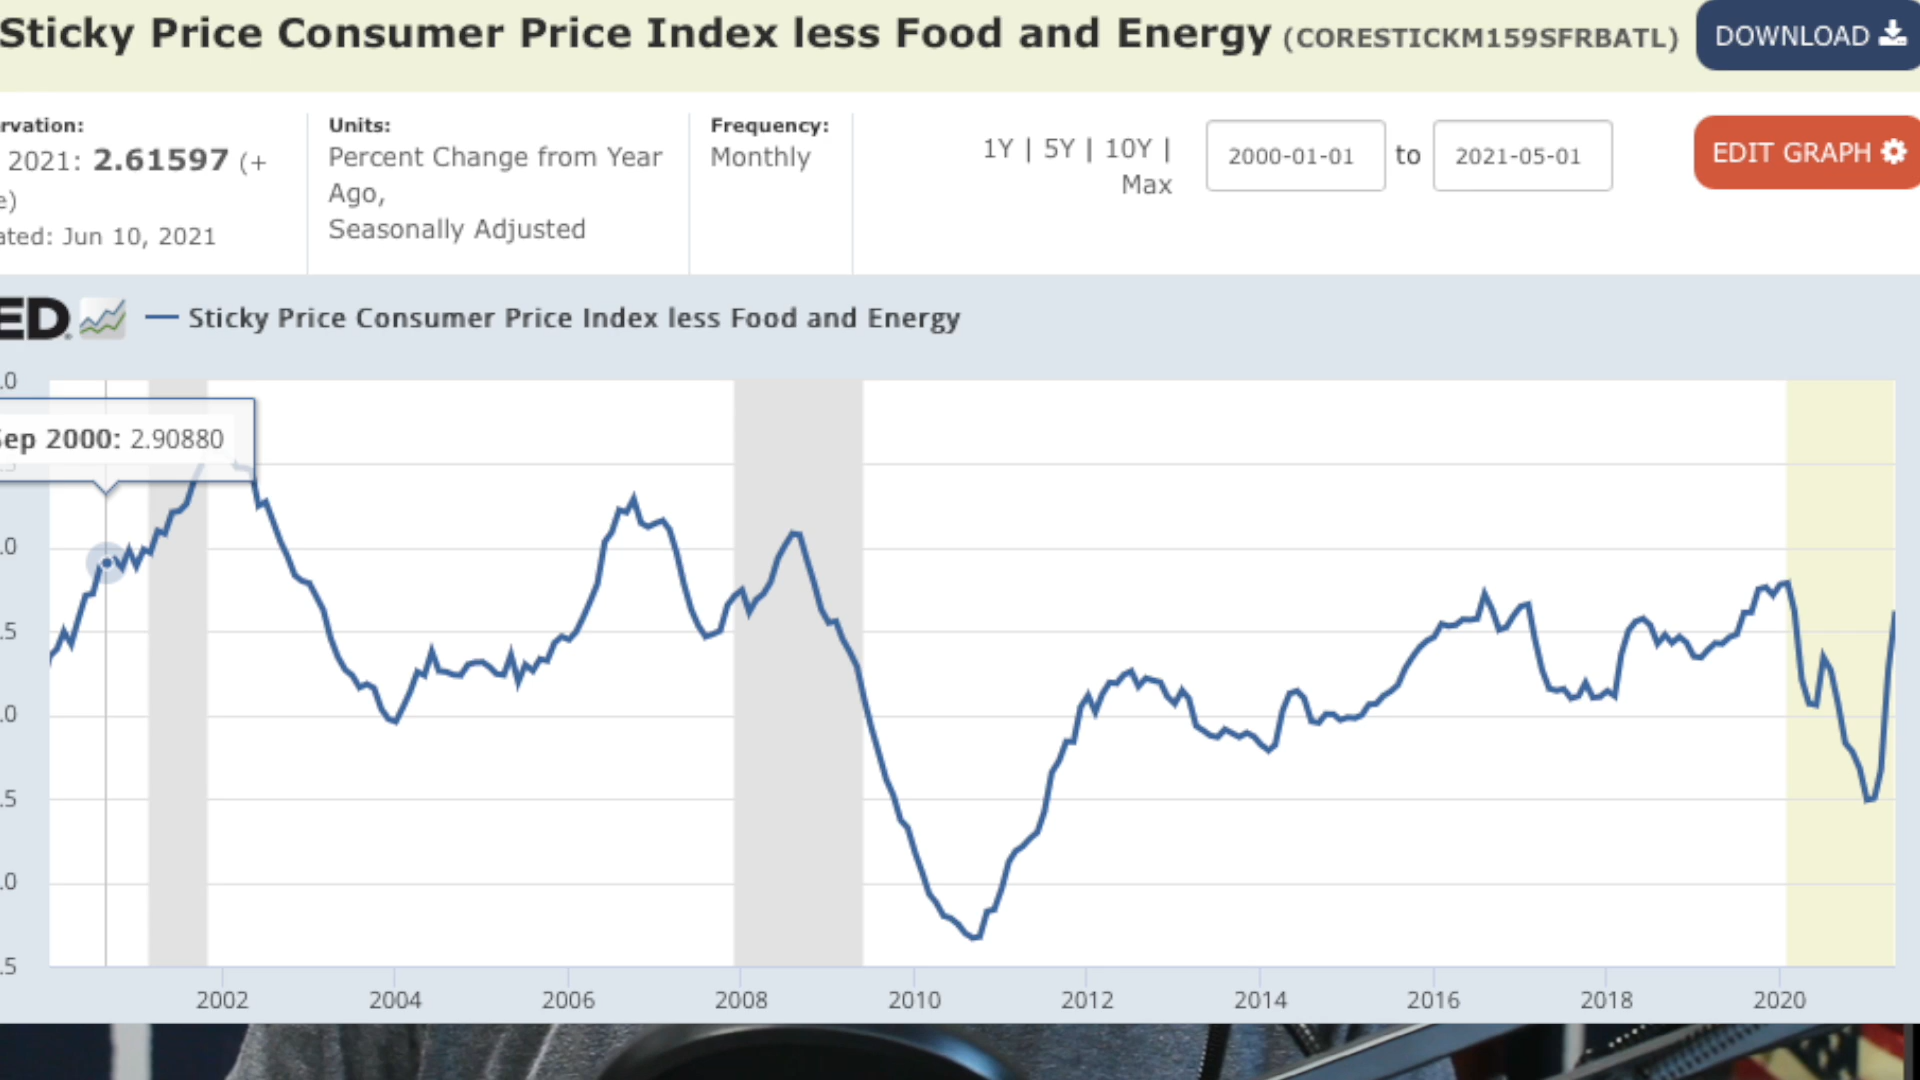 Sticky Price Consumer Price Index less Food and Energy (CORESTICKM159SFRBATL)
DOWNLOAD
rvation:
2021: 2.61597 (+
e)
ated: Jun 10, 2021
Units:
Percent Change from Year
Ago,
Seasonally Adjusted
Frequency:
Monthly
1Y | 5Y | 10Y |
Max
2000-01-01 to 2021-05-01
EDIT GRAPH
ED
Sticky Price Consumer Price Index less Food and Energy
.0
Sep 2000: 2.90880
.5
.0
.5
.0
.5
.0
.5
2002 2004 2006 2008 2010 2012 2014 2016 2018 2020